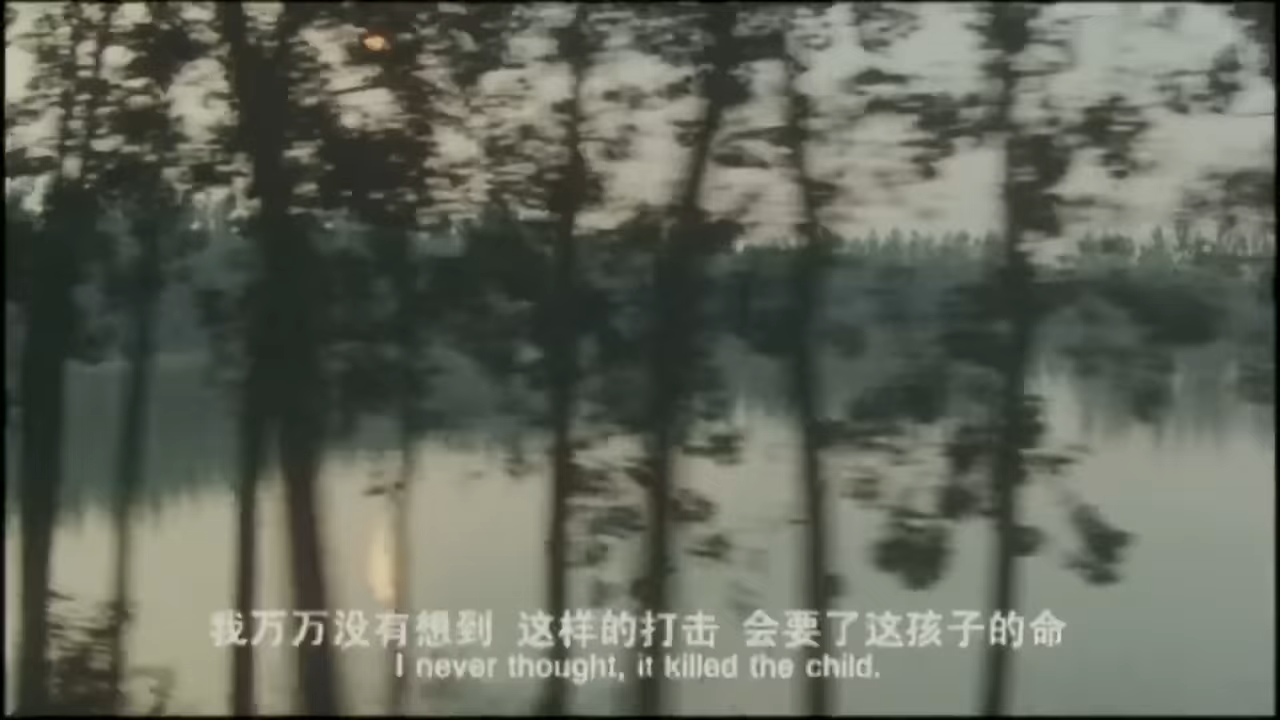 我万万没有想到 这样的打击 会要了这孩子的命
I never thought, it killed the child.